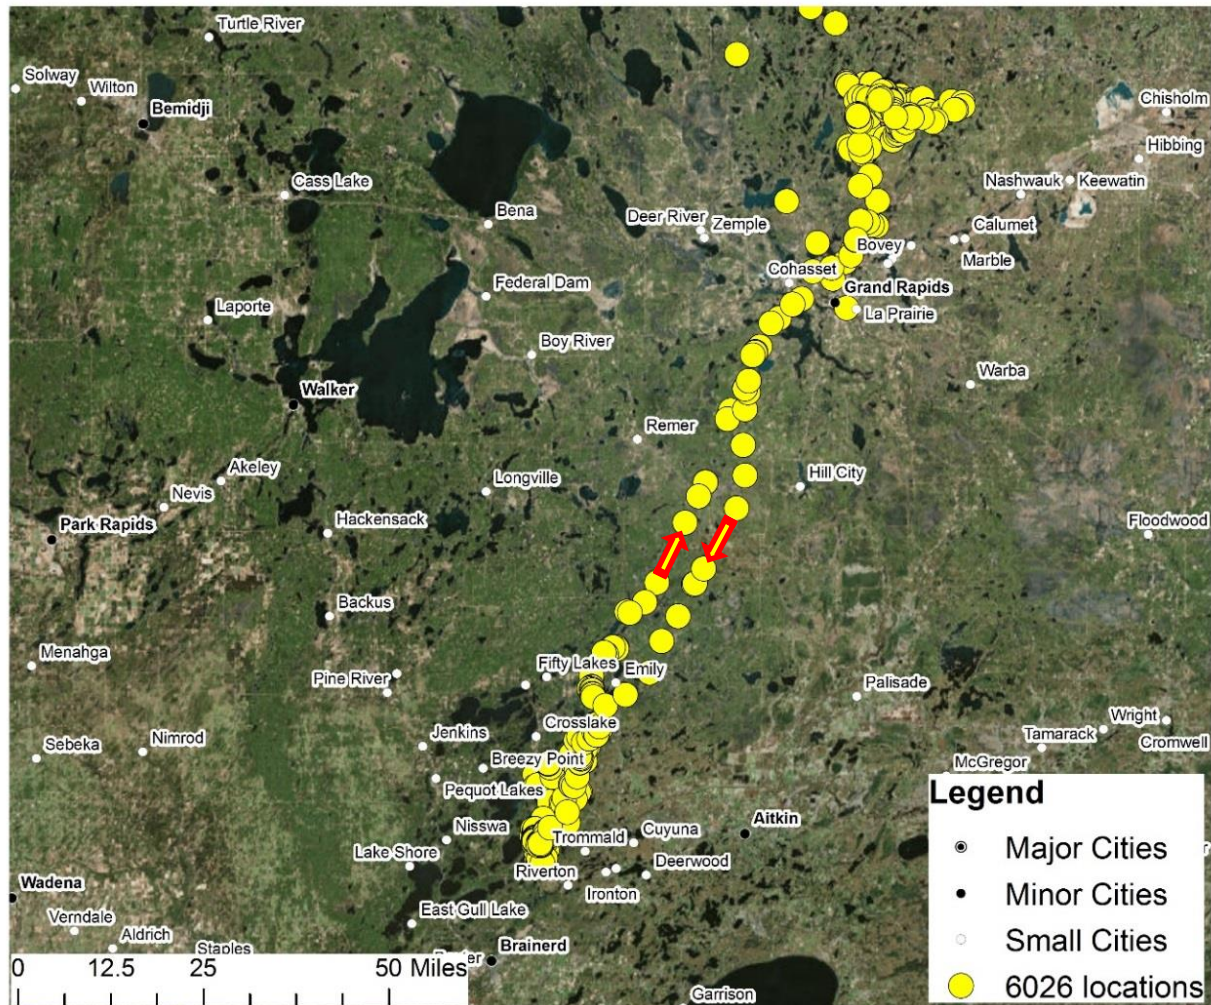 Turtle River
Solway
Wilton
Bemidji
Chisholm
Hibbing
Cass Lake
Nashwauk
Keewatin
Bena
Deer River
Zemple
Calumet
Bovey
Marble
Cohasset
Federal Dam
Grand Rapids
Laporte
La Prairie
Boy River
Warba
Walker
Remer
Akeley
Longville
Hill City
Nevis
Hackensack
Park Rapids
Floodwood
Backus
Menahga
Fifty Lakes
Emily
Pine River
Palisade
Crosslake
Wright
Jenkins
Tamarack
Nimrod
Sebeka
Cromwell
Breezy Point
McGregor
Pequot Lakes
Nisswa
Trommald
Cuyuna
Aitkin
Lake Shore
Deerwood
Riverton
Ironton
Wadena
East Gull Lake
Verndale
Aldrich
Staples
Brainerd
Garrison
0 12.5 25 50 Miles
Legend
Major Cities
Minor Cities
Small Cities
6026 locations